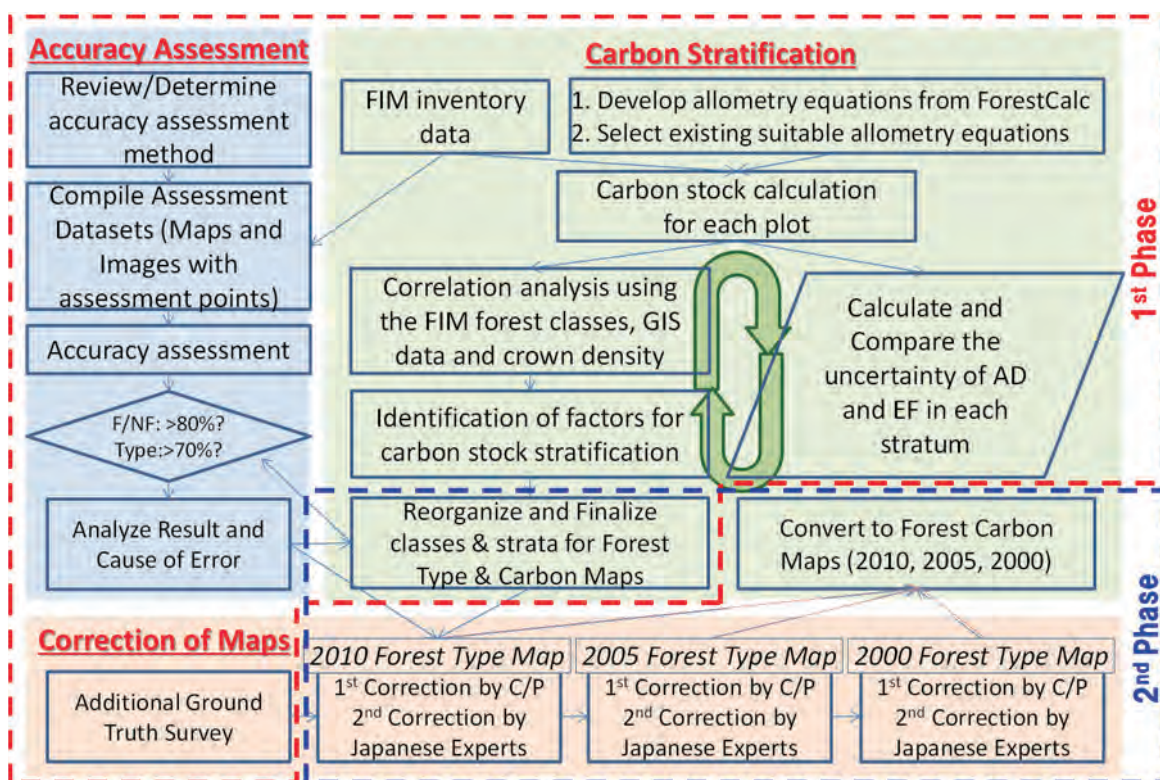 Accuracy Assessment
Review/Determine
accuracy assessment
method
Compile Assessment
Datasets (Maps and
Images with
assessment points)
Accuracy assessment
F/NF: >80%?
Type:>70%?
Analyze Result and
Cause of Error
Carbon Stratification
FIM inventory
data
1. Develop allometry equations from ForestCalc
2. Select existing suitable allometry equations
Carbon stock calculation
for each plot
Correlation analysis using
the FIM forest classes, GIS
data and crown density
Identification of factors for
carbon stock stratification
Calculate and
Compare the
uncertainty of AD
and EF in each
stratum
Reorganize and Finalize
classes & strata for Forest
Type & Carbon Maps
Convert to Forest Carbon
Maps (2010, 2005, 2000)
1st Phase
2nd Phase
Correction of Maps
Additional Ground
Truth Survey
2010 Forest Type Map
1st Correction by C/P
2nd Correction by
Japanese Experts
2005 Forest Type Map
1st Correction by C/P
2nd Correction by
Japanese Experts
2000 Forest Type Map
1st Correction by C/P
2nd Correction by
Japanese Experts